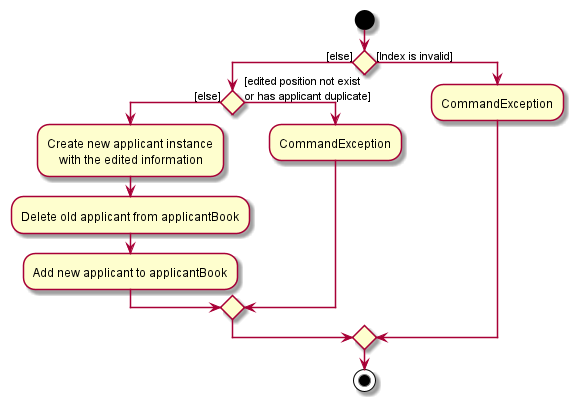 [else]
[Index is invalid]
[edited position not exist
or has applicant duplicate]
[else]
CommandException
Create new applicant instance
with the edited information
CommandException
Delete old applicant from applicantBook
Add new applicant to applicantBook